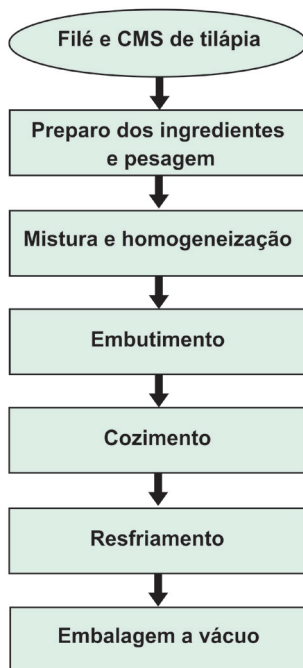 Filé e CMS de tilápia
Preparo dos ingredientes
e pesagem
Mistura e homogeneização
Embutimento
Cozimento
Resfriamento
Embalagem a vácuo